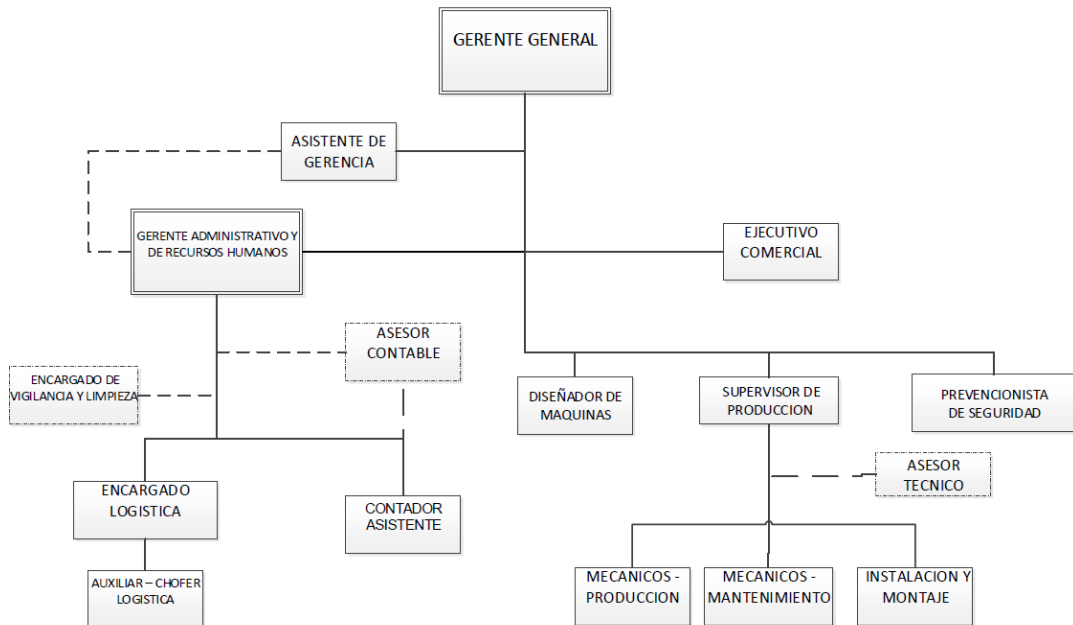 GERENTE GENERAL
ASISTENTE DE
GERENCIA
GERENTE ADMINISTRATIVO Y
DE RECURSOS HUMANOS
EJECUTIVO
COMERCIAL
ASESOR
CONTABLE
ENCARGADO DE
VIGILANCIA Y LIMPIEZA
DISEÑADOR DE
MAQUINAS
SUPERVISOR DE
PRODUCCION
PREVENCIONISTA
DE SEGURIDAD
ASESOR
TECNICO
ENCARGADO
LOGISTICA
CONTADOR
ASISTENTE
AUXILIAR – CHOFER
LOGISTICA
MECANICOS -
PRODUCCION
MECANICOS -
MANTENIMIENTO
INSTALACION Y
MONTAJE